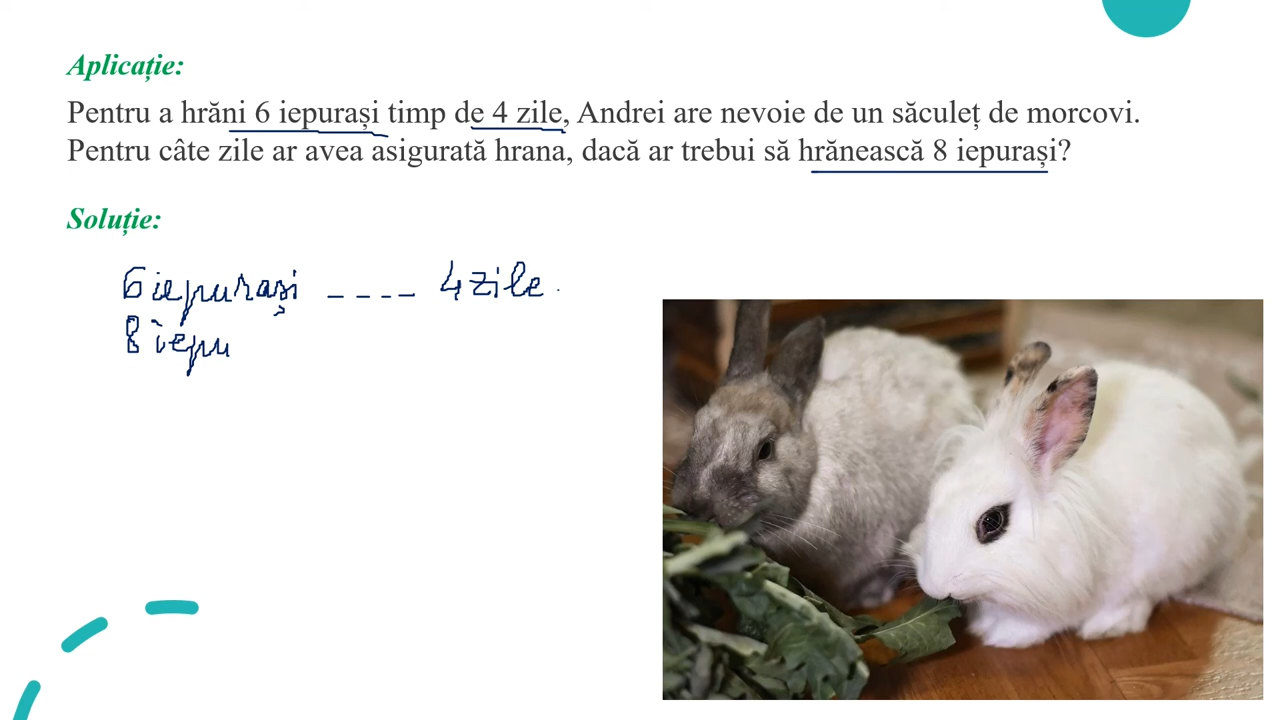 Aplicație:
Pentru a hrăni 6 iepurași timp de 4 zile, Andrei are nevoie de un săculeț de morcovi.
Pentru câte zile ar avea asigurată hrana, dacă ar trebui să hrănească 8 iepurași?
Soluție:
6 iepurași ---- 4 zile
8 iepu